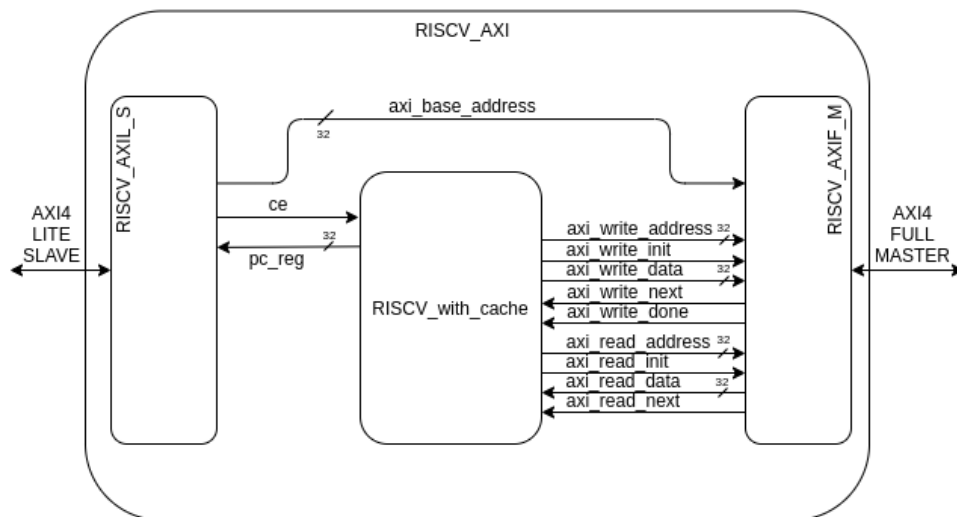 RISCV_AXI
RISCV_AXIL_S
axi_base_address
32
RISCV_AXIF_M
AXI4
LITE
SLAVE
ce
32
pc_reg
RISCV_with_cache
axi_write_address 32
axi_write_init
axi_write_data 32
axi_write_next
axi_write_done
axi_read_address 32
axi_read_init
axi_read_data 32
axi_read_next
AXI4
FULL
MASTER